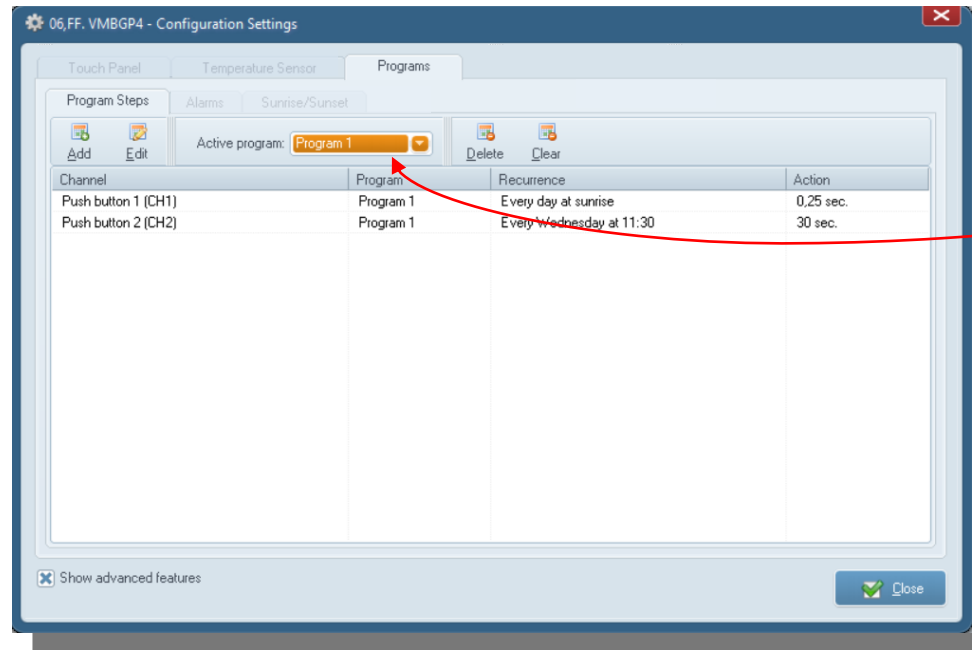 06,FF. VMBGP4 - Configuration Settings
Touch Panel Temperature Sensor Programs
Program Steps Alarms Sunrise/Sunset
Add Edit Active program: Program 1 Delete Clear
Channel Program Recurrence Action
Push button 1 (CH1) Program 1 Every day at sunrise 0,25 sec.
Push button 2 (CH2) Program 1 Every Wednesday at 11:30 30 sec.
Show advanced features
Close